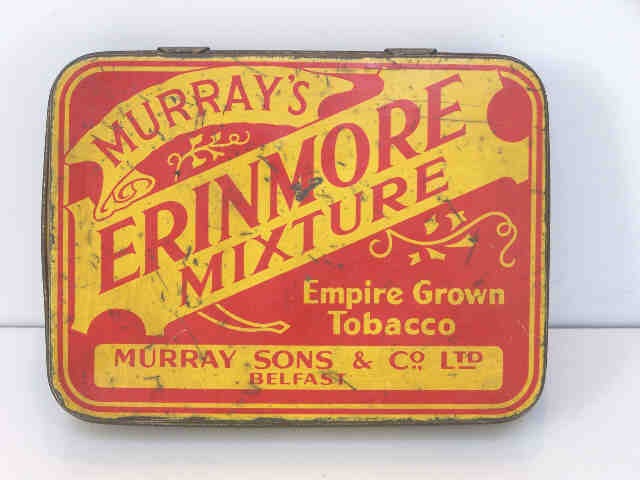 MURRAY'S
ERINMORE
MIXTURE
Empire Grown
Tobacco
MURRAY SONS & Co., LTD
BELFAST